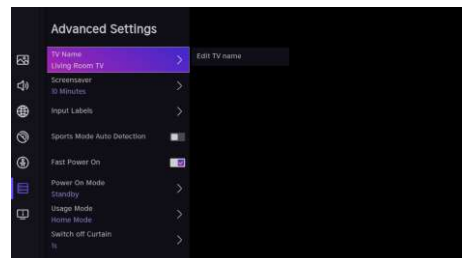 Advanced Settings
TV Name
Living Room TV
Edit TV name
Screensaver
10 Minutes
Input Labels
Sports Mode Auto Detection
Fast Power On
Power On Mode
Standby
Usage Mode
Home Mode
Switch off Curtain
1s